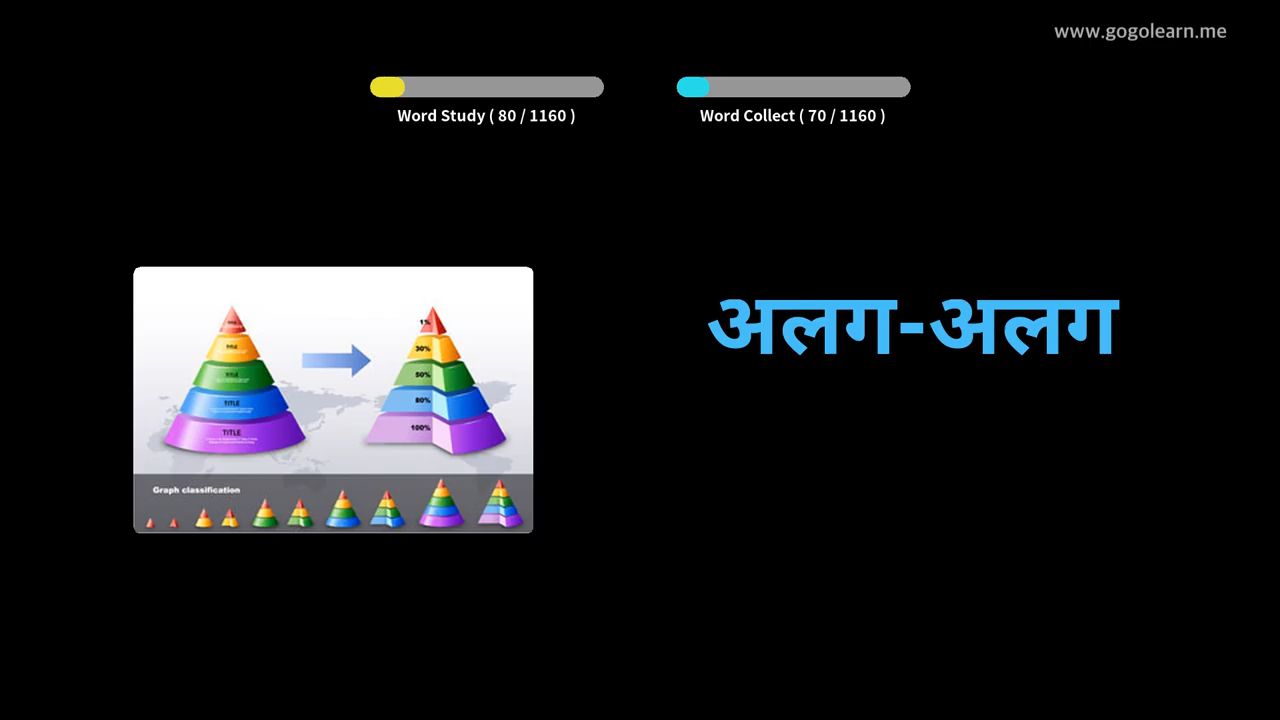 www.gogolearn.me
Word Study ( 80 / 1160 )
Word Collect ( 70 / 1160 )
अलग-अलग
TITLE
TITLE
TITLE
1%
30%
50%
80%
100%
Graph classification